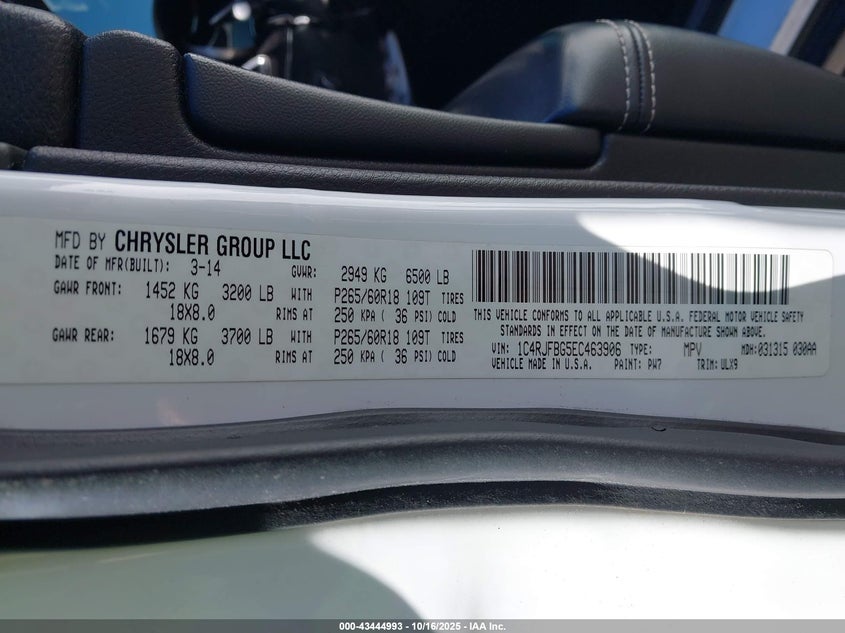 MFD BY CHRYSLER GROUP LLC
DATE OF MFR(BUILT): 3-14 GVWR: 2949 KG 6500 LB
GAWR FRONT: 1452 KG 3200 LB WITH P265/60R18 109T TIRES
18X8.0 RIMS AT 250 KPA ( 36 PSI) COLD
GAWR REAR: 1679 KG 3700 LB WITH P265/60R18 109T TIRES
18X8.0 RIMS AT 250 KPA ( 36 PSI) COLD
THIS VEHICLE CONFORMS TO ALL APPLICABLE U.S.A. FEDERAL MOTOR VEHICLE SAFETY
STANDARDS IN EFFECT ON THE DATE OF MANUFACTURE SHOWN ABOVE.
VIN: 1C4RJFBG5EC463906 TYPE: MPV MDH:031315 030AA
VEHICLE MADE IN U.S.A. PAINT: PW7 TRIM:ULX9
000-43444993 - 10/16/2025 - IAA Inc.